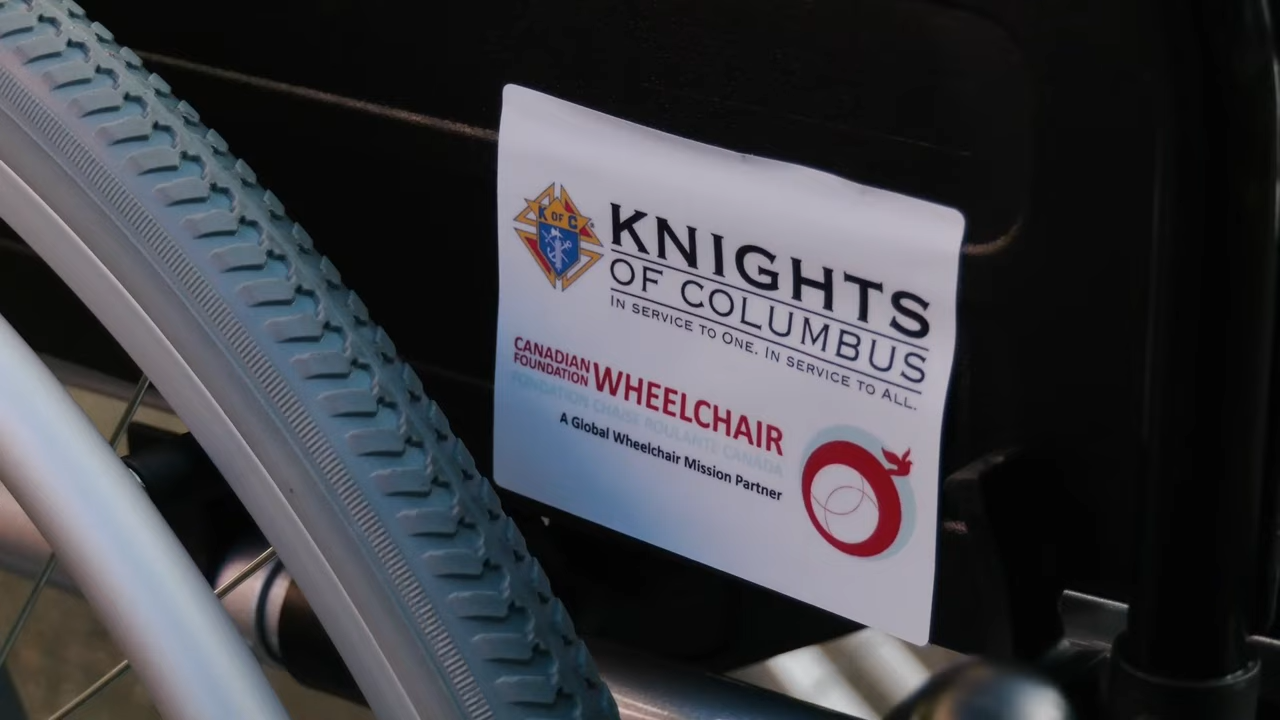 K OF C
KNIGHTS
OF COLUMBUS
IN SERVICE TO ONE. IN SERVICE TO ALL.
CANADIAN
FOUNDATION WHEELCHAIR
FONDATION CHAISE ROULANTE CANADA
A Global Wheelchair Mission Partner